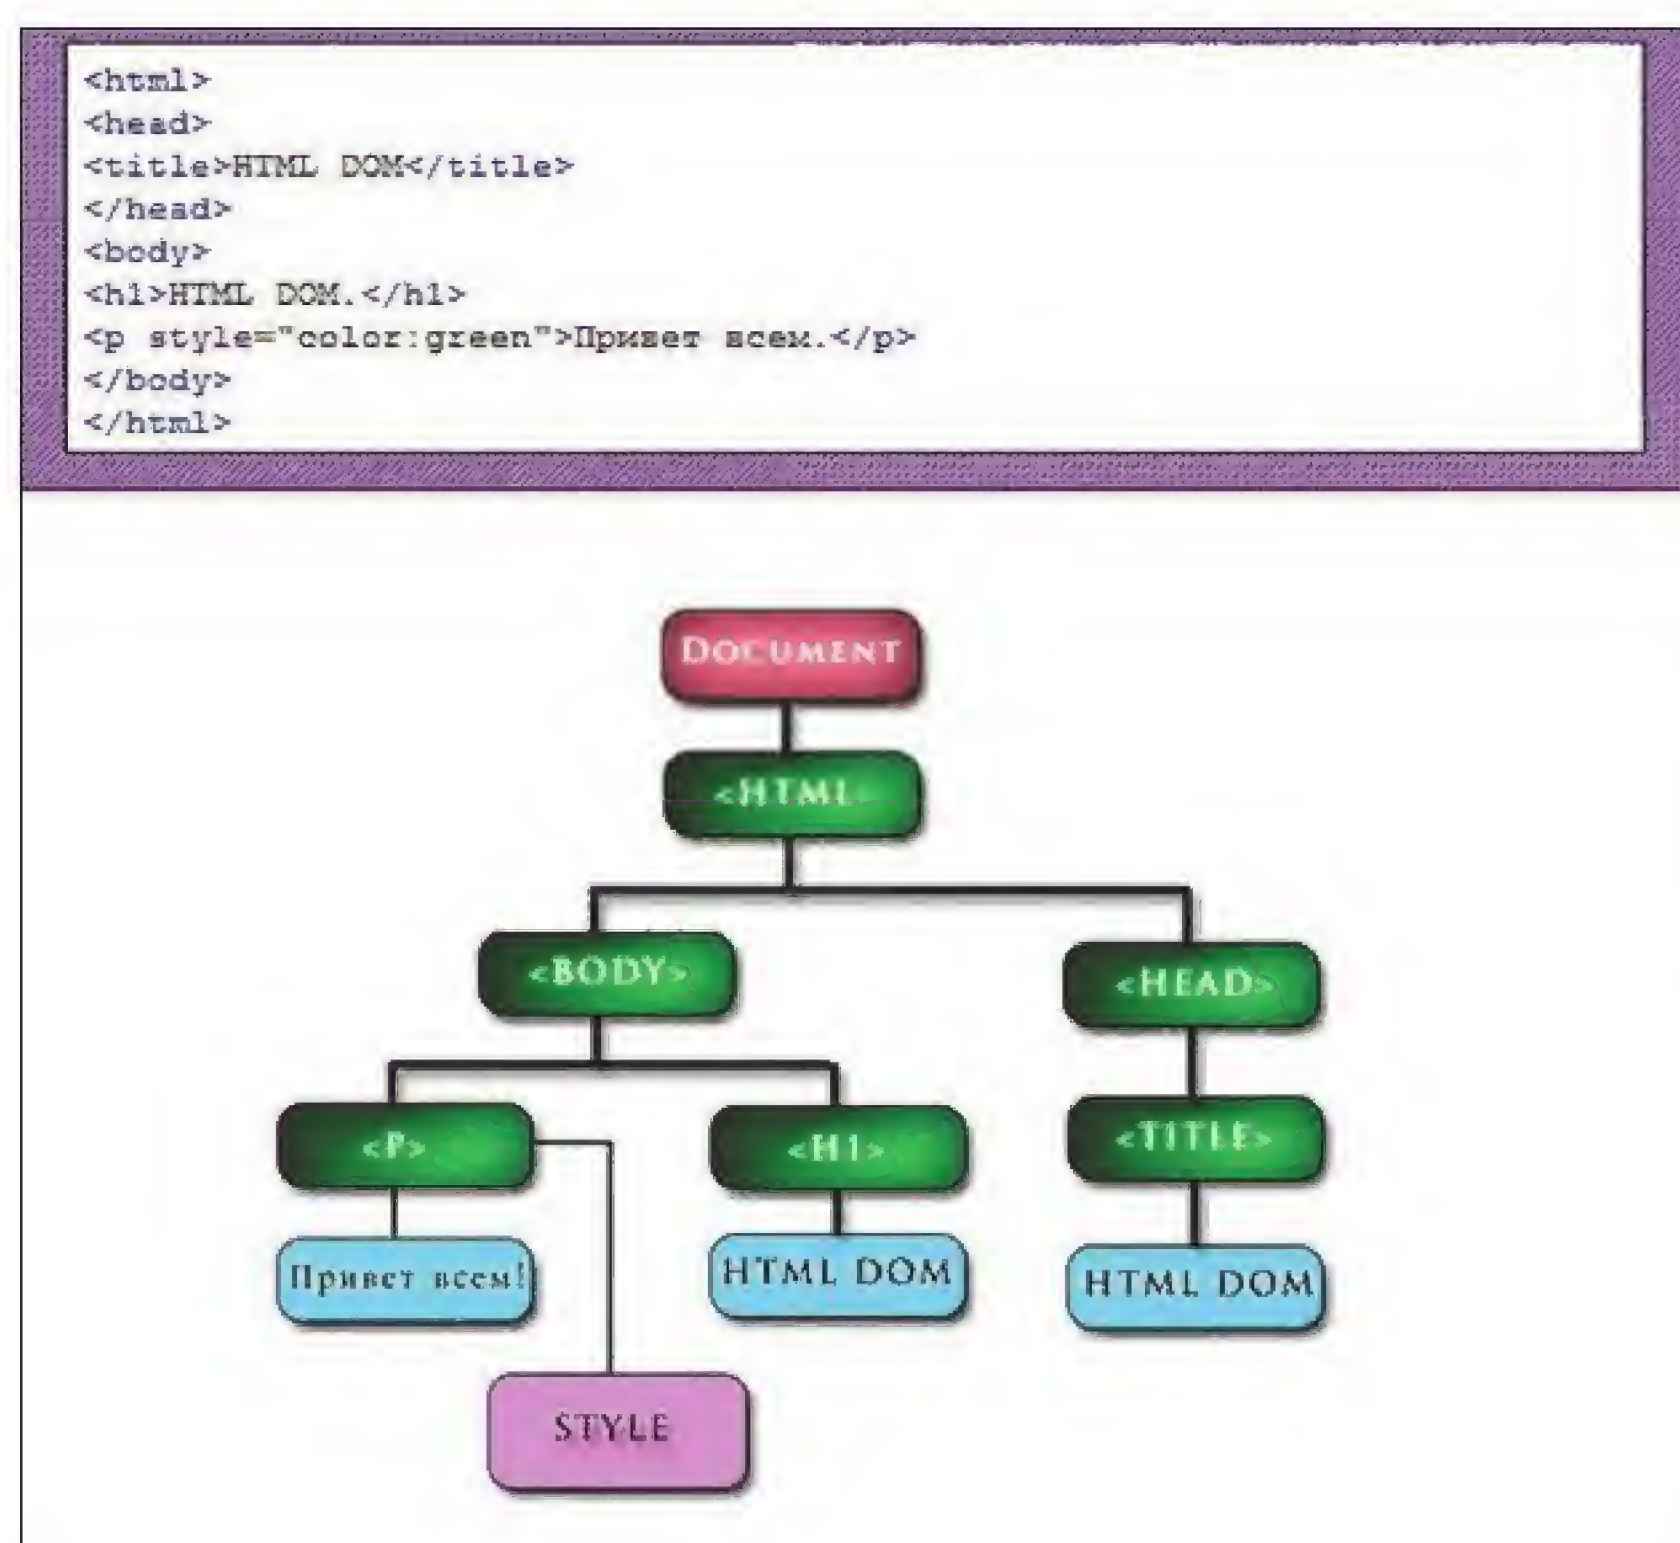 <html>
<head>
<title>HTML DOM</title>
</head>
<body>
<h1>HTML DOM.</h1>
<p style="color:green">Привет всем.</p>
</body>
</html>
DOCUMENT
<HTML>
<BODY>
<HEAD>
<P>
<H1>
<TITLE>
Привет всем!
HTML DOM
HTML DOM
STYLE